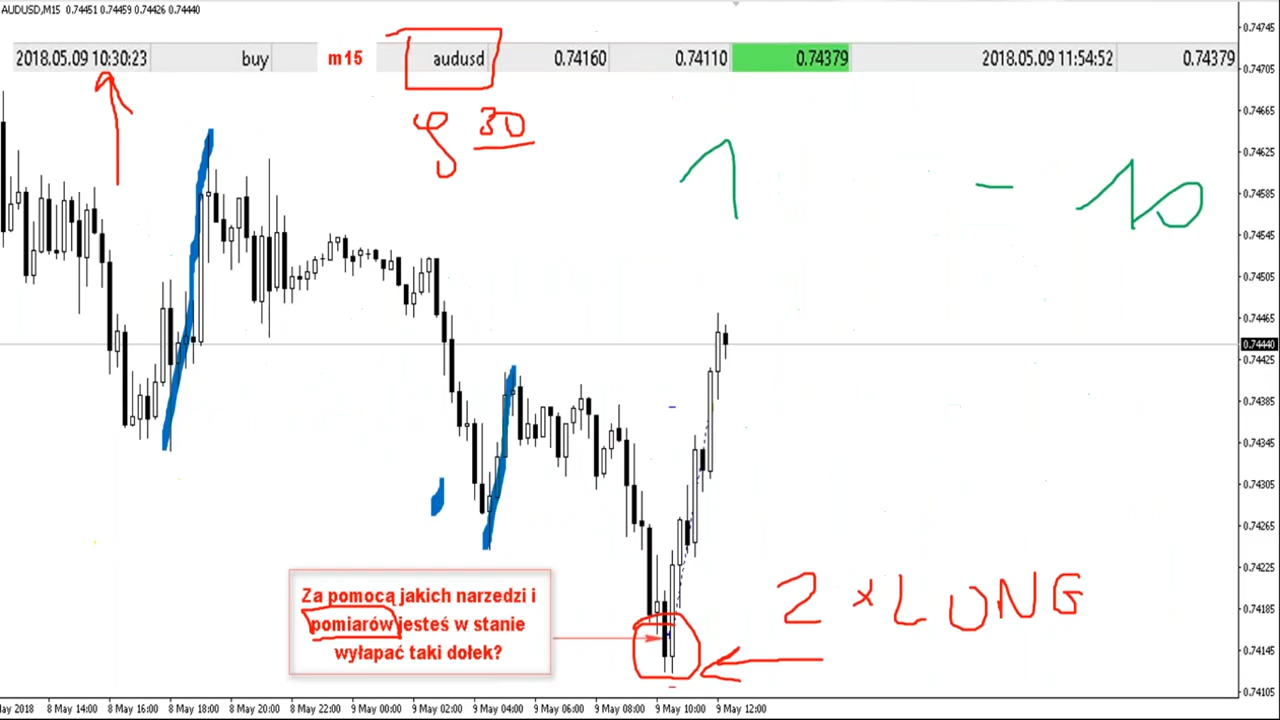 AUDUSD,M15 0.74451 0.74459 0.74426 0.74440
2018.05.09 10:30:23 buy m15 audusd 0.74160 0.74110 0.74379 2018.05.09 11:54:52 0.74379
30
1 - 10
Za pomocą jakich narzedzi i
pomiarów jesteś w stanie
wyłapać taki dołek?
2 x LONG
0.74745
0.74705
0.74665
0.74625
0.74585
0.74545
0.74505
0.74465
0.74440
0.74425
0.74385
0.74345
0.74305
0.74265
0.74225
0.74185
0.74145
0.74105
May 2018 8 May 14:00 8 May 16:00 8 May 18:00 8 May 20:00 8 May 22:00 9 May 00:00 9 May 02:00 9 May 04:00 9 May 06:00 9 May 08:00 9 May 10:00 9 May 12:00